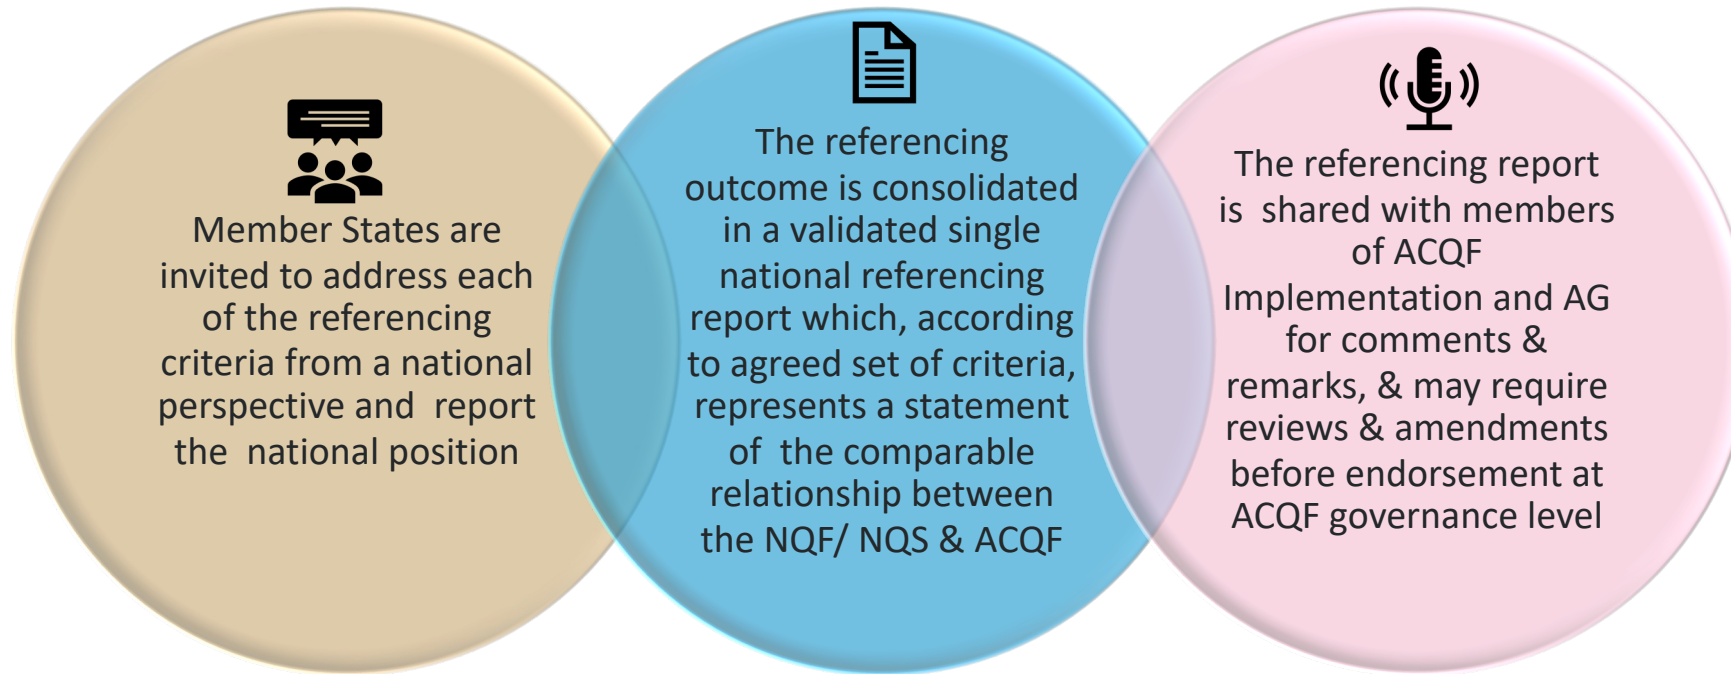 Member States are
invited to address each
of the referencing
criteria from a national
perspective and report
the national position
The referencing
outcome is consolidated
in a validated single
national referencing
report which, according
to agreed set of criteria,
represents a statement
of the comparable
relationship between
the NQF/ NQS & ACQF
The referencing report
is shared with members
of ACQF
Implementation and AG
for comments &
remarks, & may require
reviews & amendments
before endorsement at
ACQF governance level